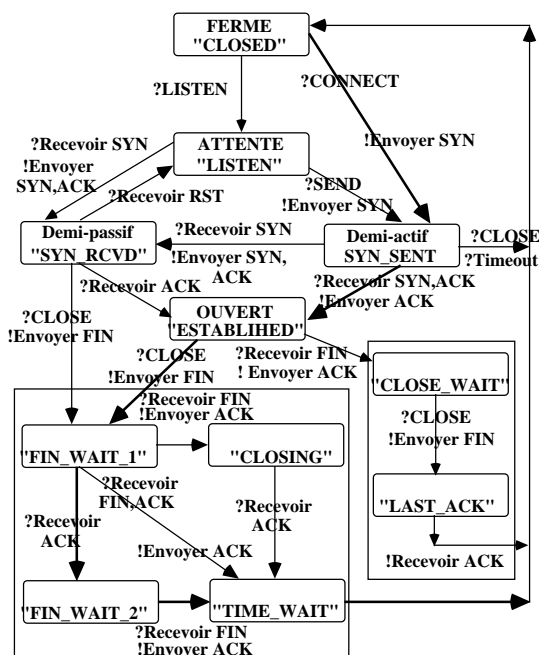 FERME
"CLOSED"
?CONNECT
?LISTEN
!Envoyer SYN
?Recevoir SYN
!Envoyer
SYN,ACK
ATTENTE
"LISTEN"
?Recevoir RST
?SEND
!Envoyer SYN
Demi-passif
"SYN_RCVD"
?Recevoir SYN
!Envoyer SYN,
ACK
Demi-actif
SYN_SENT
?CLOSE
?Timeout
?Recevoir ACK
?Recevoir SYN,ACK
!Envoyer ACK
OUVERT
"ESTABLIHED"
?CLOSE
!Envoyer FIN
?CLOSE
!Envoyer FIN
?Recevoir FIN
! Envoyer ACK
"CLOSE_WAIT"
?CLOSE
!Envoyer FIN
"LAST_ACK"
!Recevoir ACK
?Recevoir FIN
!Envoyer ACK
"FIN_WAIT_1"
"CLOSING"
?Recevoir
FIN,ACK
?Recevoir
ACK
?Recevoir
ACK
!Envoyer ACK
"FIN_WAIT_2"
"TIME_WAIT"
?Recevoir FIN
!Envoyer ACK